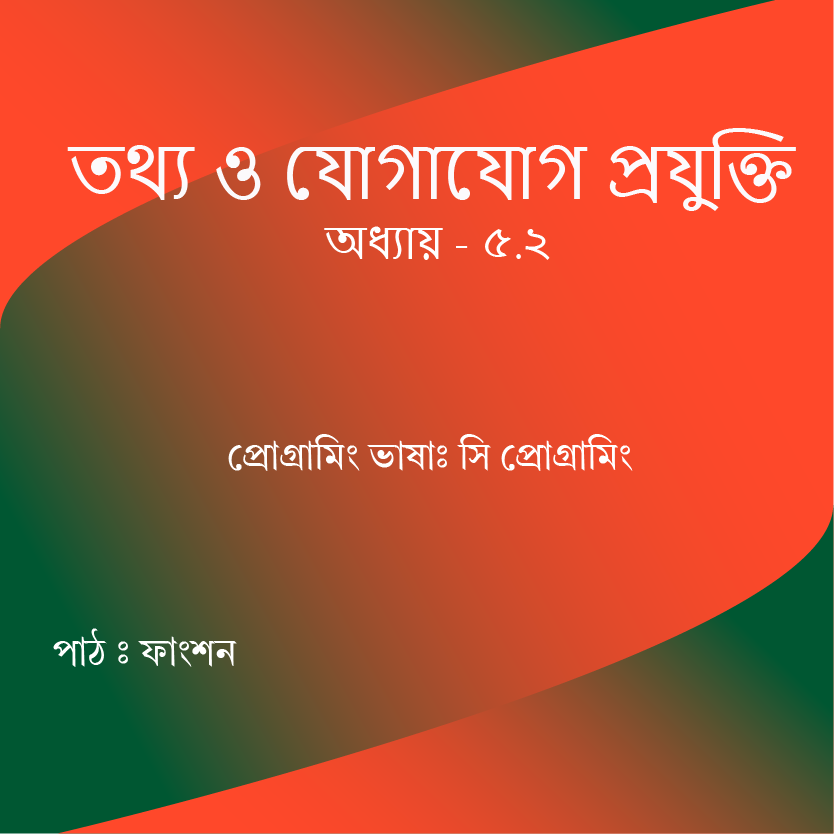 তথ্য ও যোগাযোগ প্রযুক্তি
অধ্যায় - ৫.২
প্রোগ্রামিং ভাষাঃ সি প্রোগ্রামিং
পাঠ ঃ ফাংশন